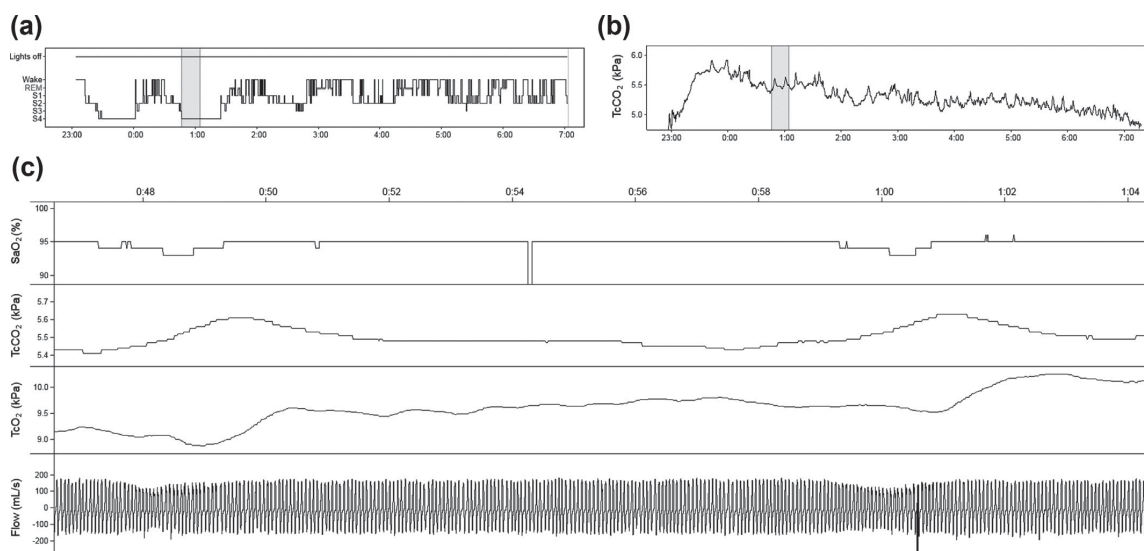 (a)
Lights off
Wake
REM
S1
S2
S3
S4
23:00 0:00 1:00 2:00 3:00 4:00 5:00 6:00 7:00
(b)
TcCO₂ (kPa)
6.0
5.5
5.0
23:00 0:00 1:00 2:00 3:00 4:00 5:00 6:00 7:00
(c)
0:48 0:50 0:52 0:54 0:56 0:58 1:00 1:02 1:04
SaO₂ (%)
100
95
90
TcCO₂ (kPa)
5.7
5.6
5.5
5.4
TcO₂ (kPa)
10.0
9.5
9.0
Flow (mL/s)
200
100
0
-100
-200